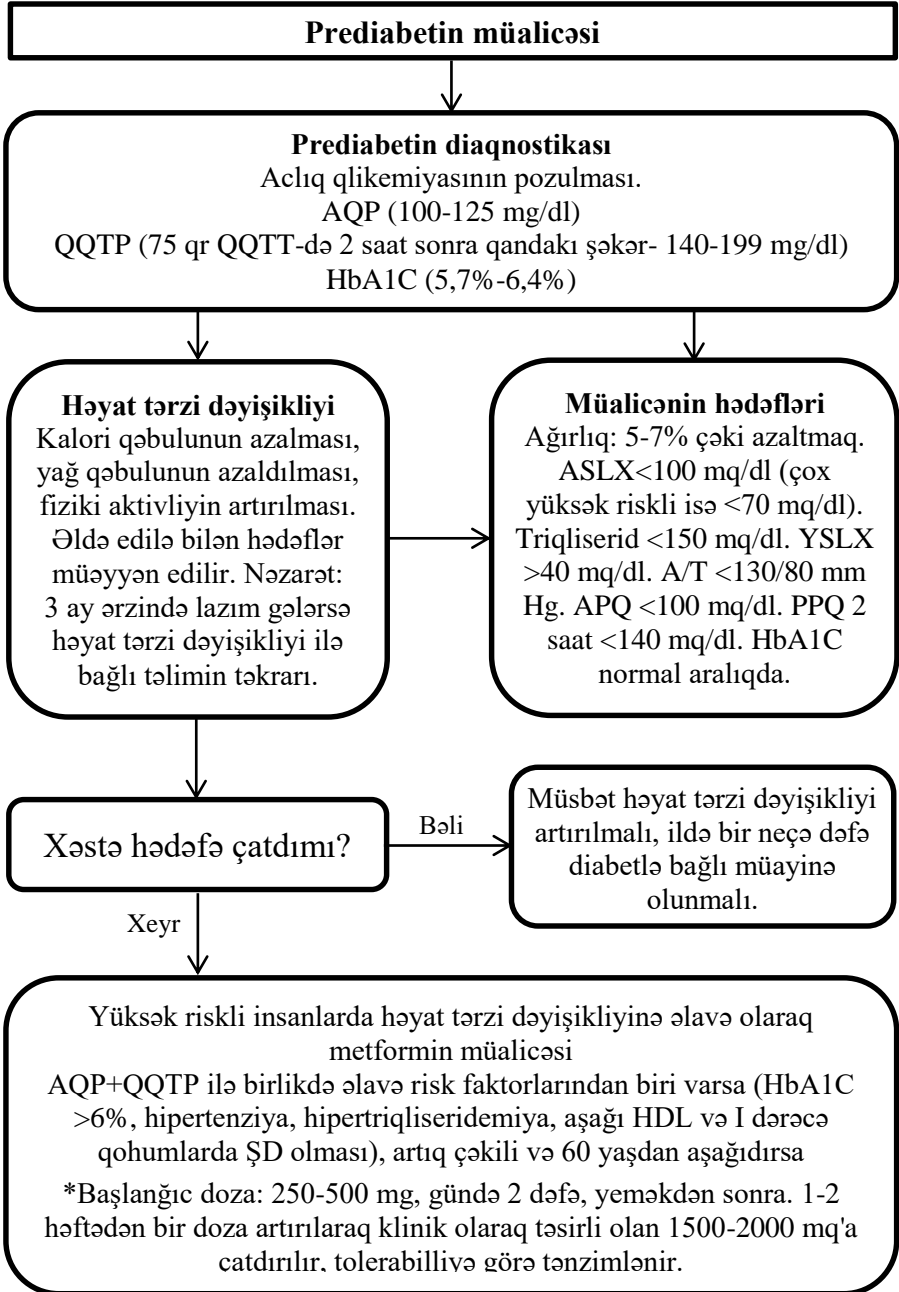 Prediabetin müalicəsi
Prediabetin diaqnostikası
Aclıq qlikemiyasının pozulması.
AQP (100-125 mg/dl)
QQTP (75 qr QQTT-də 2 saat sonra qandakı şəkər- 140-199 mg/dl)
HbA1C (5,7%-6,4%)
Həyat tərzi dəyişikliyi
Kalori qəbulunun azalması,
yağ qəbulunun azaldılması,
fiziki aktivliyin artırılması.
Əldə edilə bilən hədəflər
müəyyən edilir. Nəzarət:
3 ay ərzində lazım gələrsə
həyat tərzi dəyişikliyi ilə
bağlı təlimin təkrarı.
Müalicənin hədəfləri
Ağırlıq: 5-7% çəki azaltmaq.
ASLX<100 mq/dl (çox
yüksək riskli isə <70 mq/dl).
Triqliserid <150 mq/dl. YSLX
>40 mq/dl. A/T <130/80 mm
Hg. APQ <100 mq/dl. PPQ 2
saat <140 mq/dl. HbA1C
normal aralıqda.
Xəstə hədəfə çatdımı?
Bəli
Müsbət həyat tərzi dəyişikliyi
artırılmalı, ildə bir neçə dəfə
diabetlə bağlı müayinə
olunmalı.
Xeyr
Yüksək riskli insanlarda həyat tərzi dəyişikliyinə əlavə olaraq
metformin müalicəsi
AQP+QQTP ilə birlikdə əlavə risk faktorlarından biri varsa (HbA1C
>6%, hipertenziya, hipertriqliseridemiya, aşağı HDL və I dərəcə
qohumlarda ŞD olması), artıq çəkili və 60 yaşdan aşağıdırsa
*Başlanğıc doza: 250-500 mg, gündə 2 dəfə, yeməkdən sonra. 1-2
həftədən bir doza artırılaraq klinik olaraq təsirli olan 1500-2000 mq'a
çatdırılır, tolerabilliyə görə tənzimlənir.